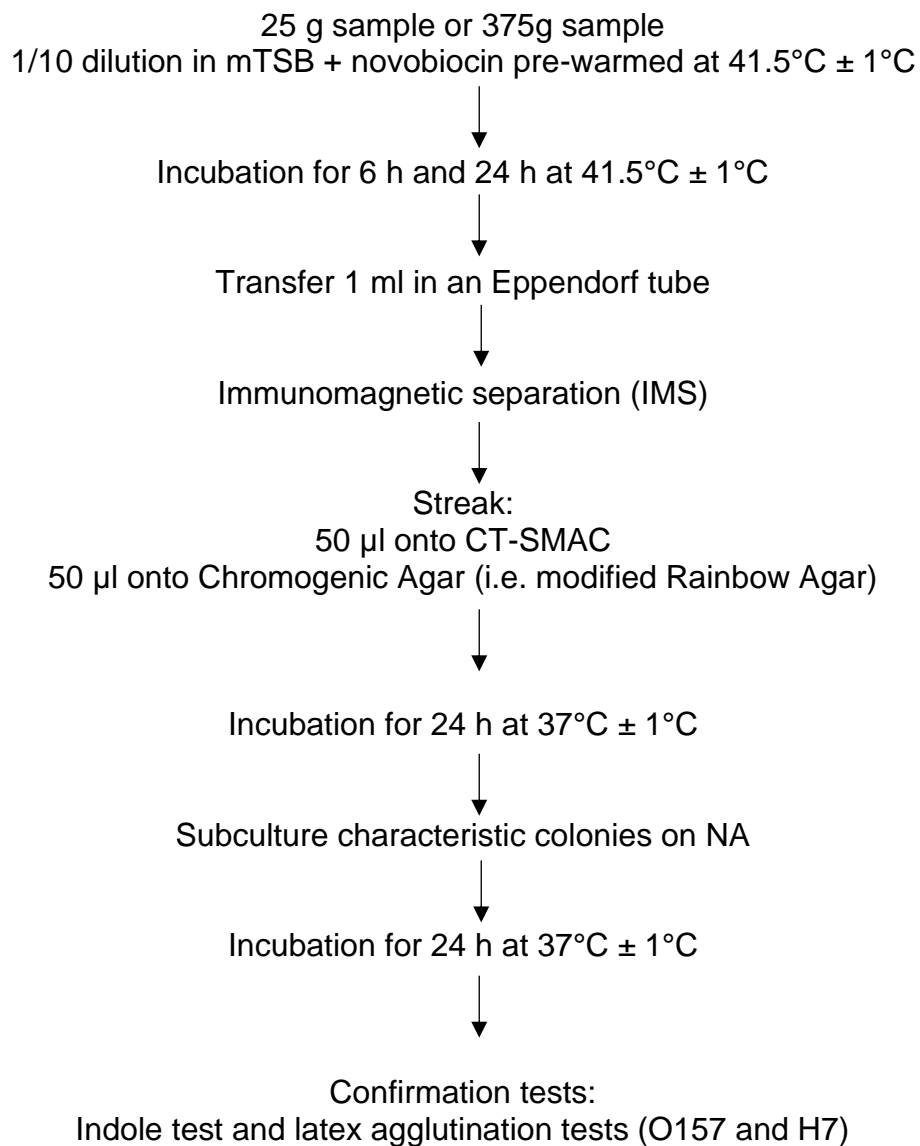 25 g sample or 375g sample
1/10 dilution in mTSB + novobiocin pre-warmed at 41.5°C ± 1°C
Incubation for 6 h and 24 h at 41.5°C ± 1°C
Transfer 1 ml in an Eppendorf tube
Immunomagnetic separation (IMS)
Streak:
50 µl onto CT-SMAC
50 µl onto Chromogenic Agar (i.e. modified Rainbow Agar)
Incubation for 24 h at 37°C ± 1°C
Subculture characteristic colonies on NA
Incubation for 24 h at 37°C ± 1°C
Confirmation tests:
Indole test and latex agglutination tests (O157 and H7)